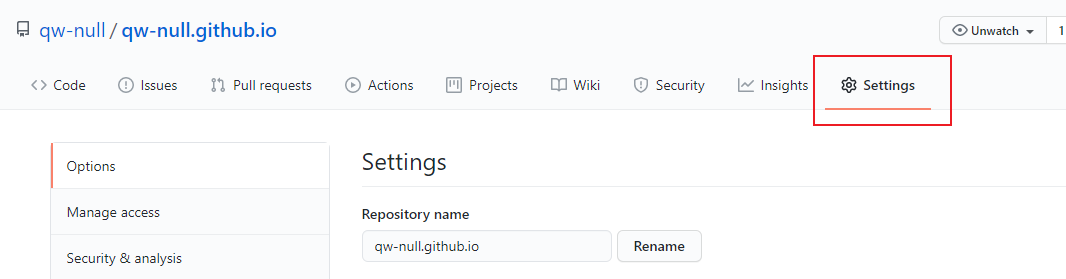 qw-null / qw-null.github.io
Unwatch 1
Code Issues Pull requests Actions Projects Wiki Security Insights Settings
Options
Settings
Manage access
Repository name
Security & analysis
qw-null.github.io Rename